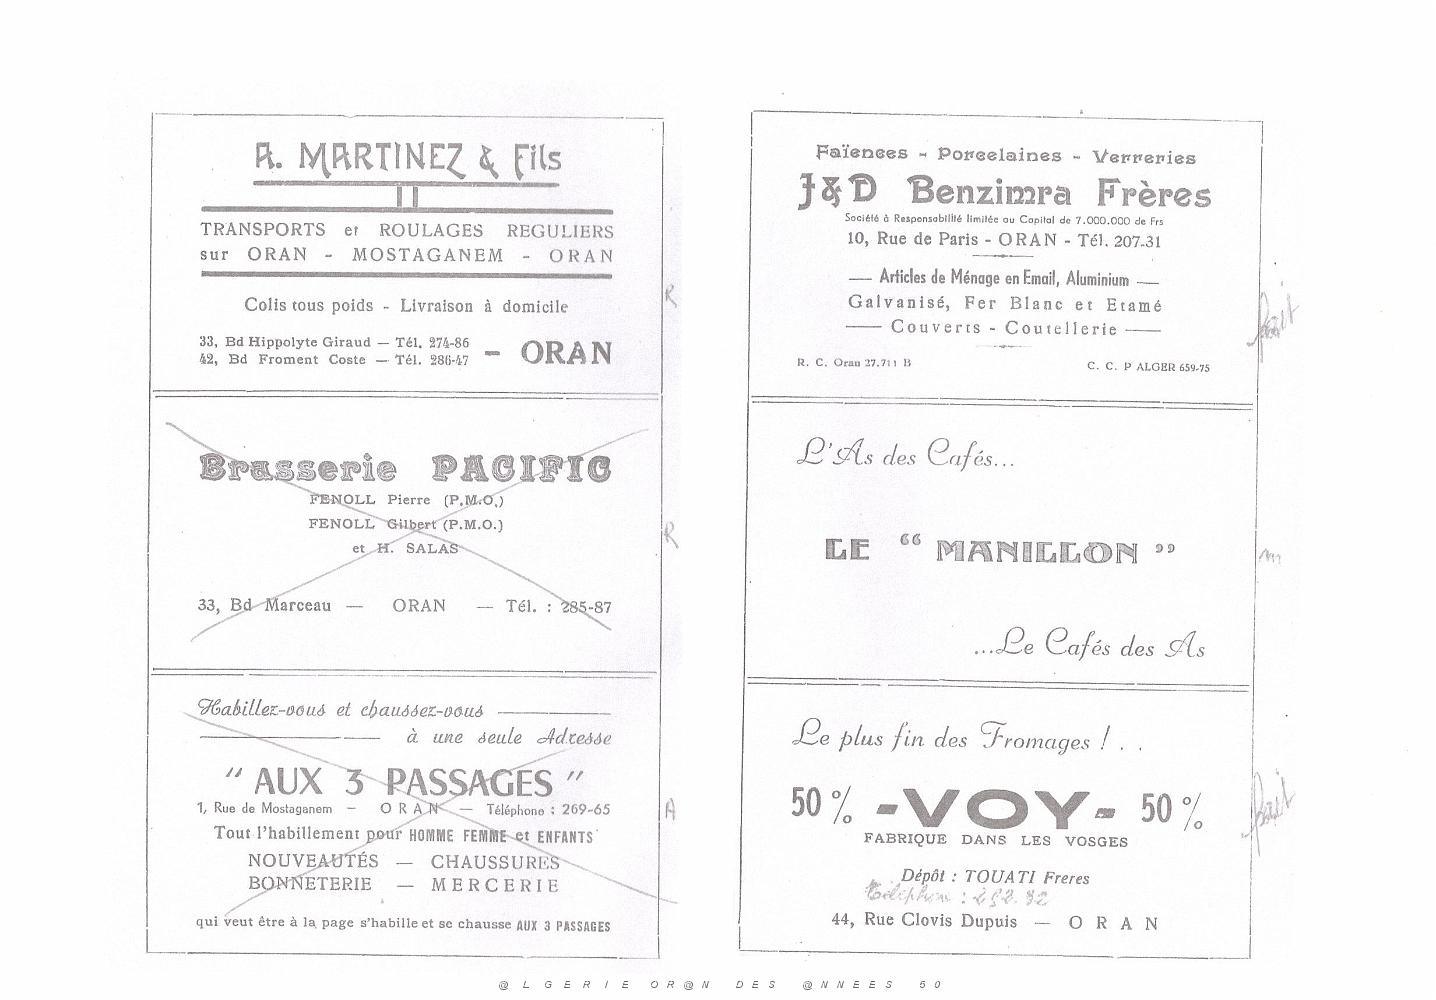 A. MARTINEZ & Fils
TRANSPORTS et ROULAGES REGULIERS
sur ORAN - MOSTAGANEM - ORAN
Colis tous poids - Livraison à domicile
33, Bd Hippolyte Giraud — Tél. 274-86
42, Bd Froment Coste — Tél. 286-47
- ORAN
R
Brasserie PACIFIC
FENOLL Pierre (P.M.O.)
FENOLL Gilbert (P.M.O.)
et H. SALAS
33, Bd Marceau — ORAN — Tél. : 285-87
R
Habillez-vous et chaussez-vous
à une seule Adresse
" AUX 3 PASSAGES "
1, Rue de Mostaganem - ORAN — Téléphone : 269-65
Tout l'habillement pour HOMME FEMME et ENFANTS
NOUVEAUTÉS — CHAUSSURES
BONNETERIE — MERCERIE
qui veut être à la page s'habille et se chausse AUX 3 PASSAGES
A
Faïences - Porcelaines - Verreries
J & D Benzimra Frères
Société à Responsabilité limitée au Capital de 7.000.000 de Frs
10, Rue de Paris - ORAN - Tél. 207-31
— Articles de Ménage en Email, Aluminium —
Galvanisé, Fer Blanc et Etamé
— Couverts - Coutellerie —
R. C. Oran 27.711 B
C. C. P ALGER 659-75
L'As des Cafés...
LE “ MANILLON ”
...Le Cafés des As
Le plus fin des Fromages ! . .
50 % -VOY- 50 %
FABRIQUE DANS LES VOSGES
Dépôt : TOUATI Freres
Téléphone :
44, Rue Clovis Dupuis — ORAN
@LGERIE OR@N DES @NNEES 50